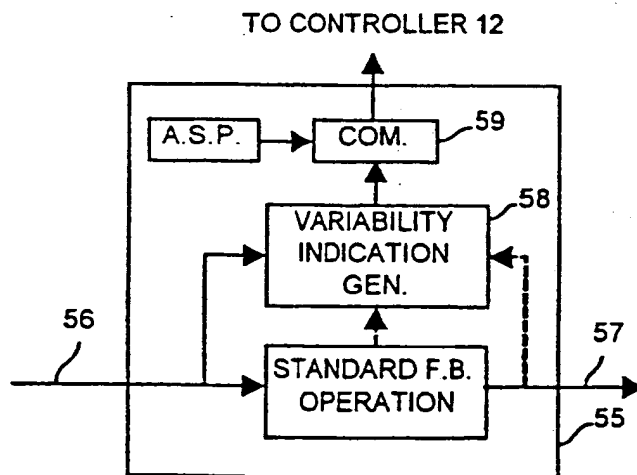 TO CONTROLLER 12
A.S.P.
COM.
59
VARIABILITY
INDICATION
GEN.
58
56
STANDARD F.B.
OPERATION
57
55